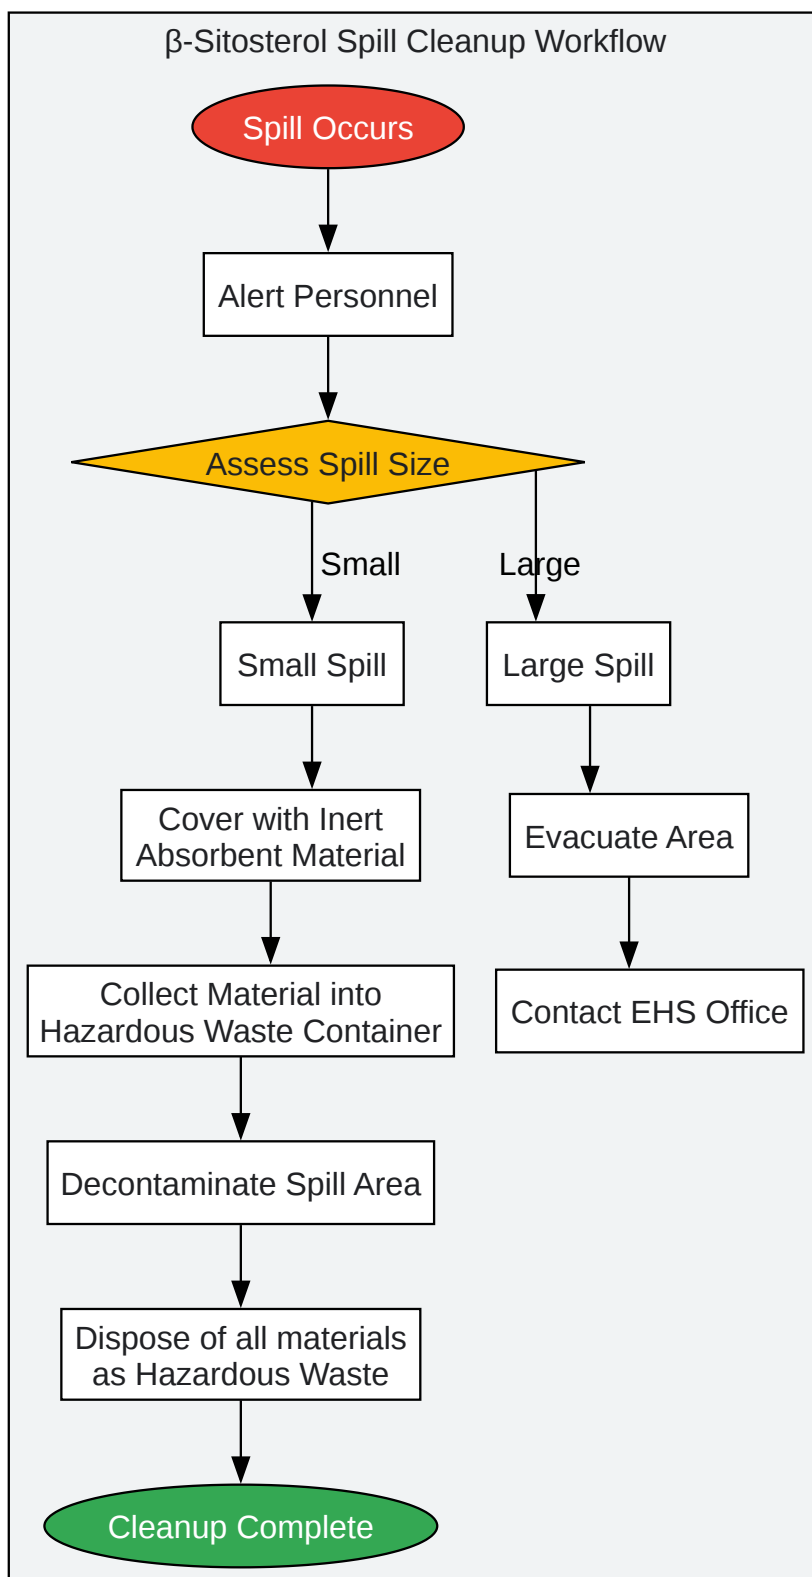 β-Sitosterol Spill Cleanup Workflow
Spill Occurs
Alert Personnel
Assess Spill Size
Small
Large
Small Spill
Large Spill
Cover with Inert
Absorbent Material
Evacuate Area
Collect Material into
Hazardous Waste Container
Contact EHS Office
Decontaminate Spill Area
Dispose of all materials
as Hazardous Waste
Cleanup Complete